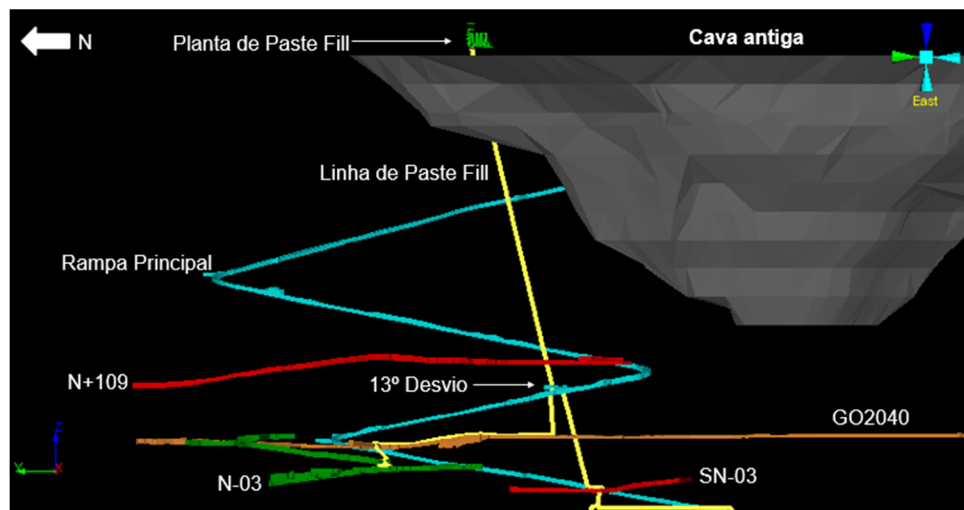 N
Planta de Paste Fill
Cava antiga
East
Linha de Paste Fill
Rampa Principal
N+109
13º Desvio
GO2040
Z
Y
X
N-03
SN-03